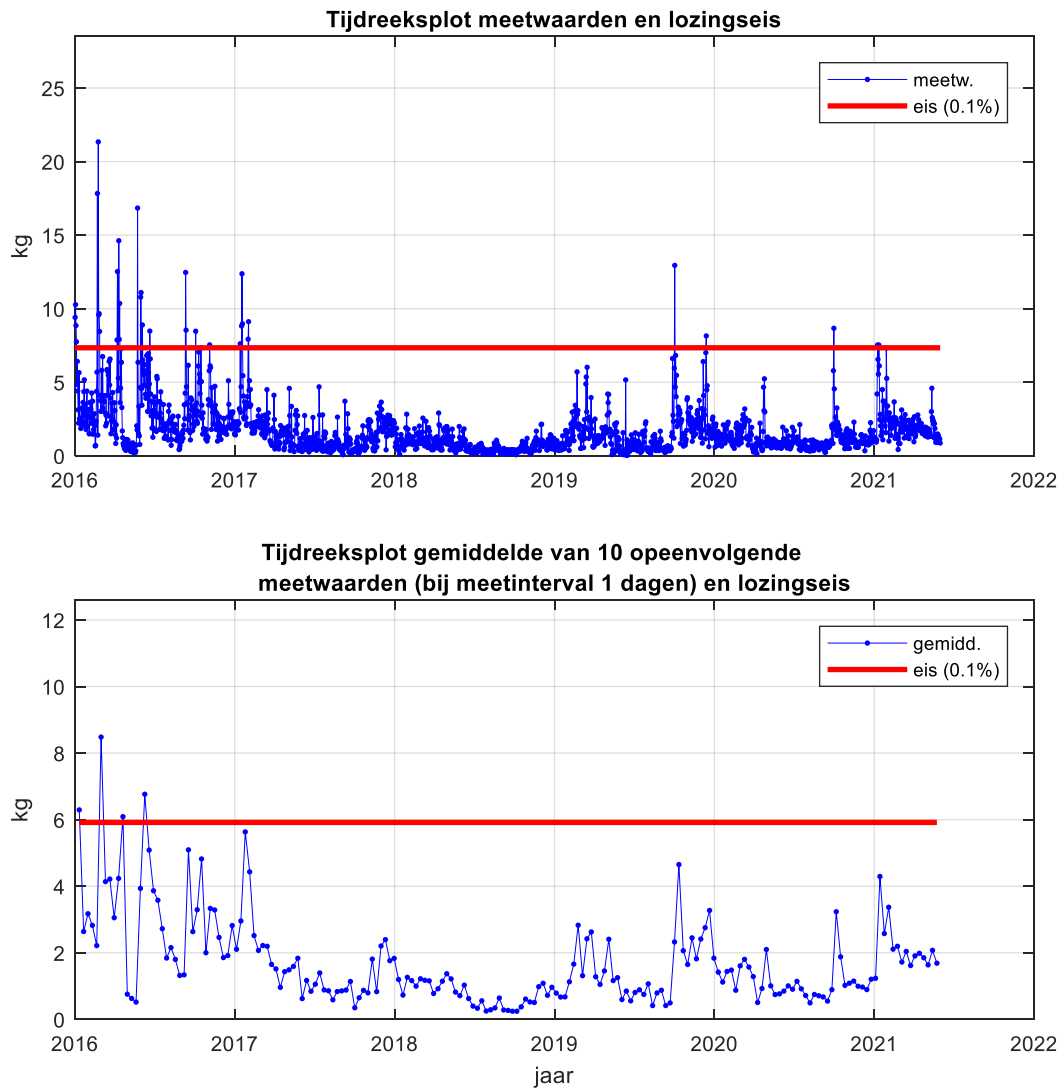 Tijdreeksplot meetwaarden en lozingseis
25
20
15
10
5
0
kg
meetw.
eis (0.1%)
2016 2017 2018 2019 2020 2021 2022
Tijdreeksplot gemiddelde van 10 opeenvolgende
meetwaarden (bij meetinterval 1 dagen) en lozingseis
12
10
8
6
4
2
0
kg
gemidd.
eis (0.1%)
2016 2017 2018 2019 2020 2021 2022
jaar